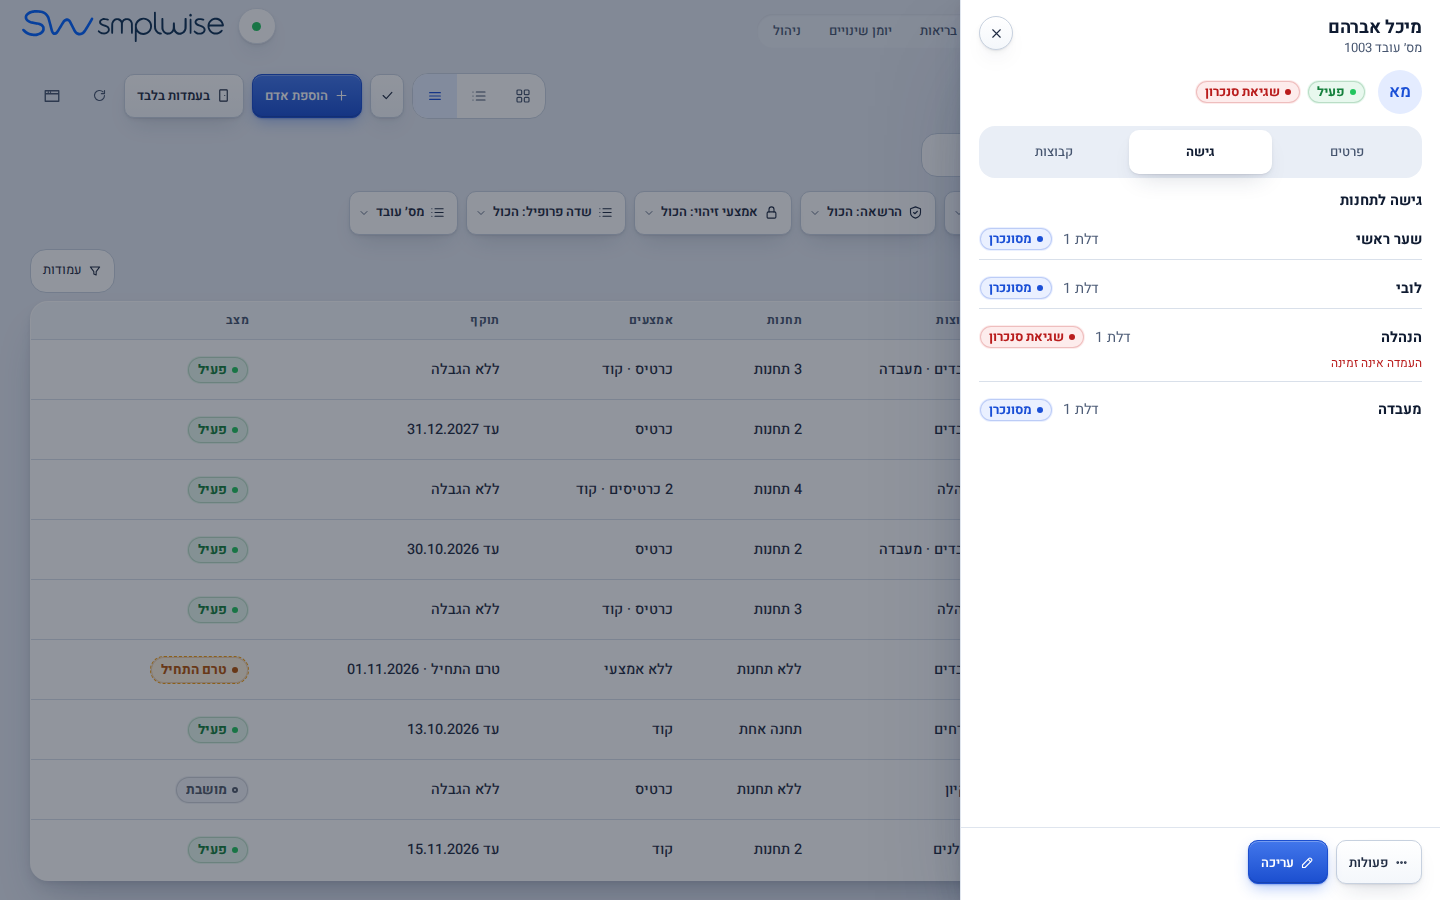 מיכל אברהם
מס׳ עובד 1003
מא
פעיל
שגיאת סנכרון
פרטים
גישה
קבוצות
גישה לתחנות
שער ראשי
דלת 1
מסונכרן
לובי
דלת 1
מסונכרן
הנהלה
דלת 1
שגיאת סנכרון
העמדה אינה זמינה
מעבדה
דלת 1
מסונכרן
פעולות
עריכה
בריאות
יומן שינויים
ניהול
smplwise
הוספת אדם
בעמדות בלבד
הרשאה: הכול
אמצעי זיהוי: הכול
שדה פרופיל: הכול
מס׳ עובד
עמודות
תחנות אמצעים תוקף מצב
מעבדה 3 תחנות כרטיס · קוד ללא הגבלה פעיל
2 תחנות כרטיס עד 31.12.2027 פעיל
4 תחנות 2 כרטיסים · קוד ללא הגבלה פעיל
מעבדה 2 תחנות כרטיס עד 30.10.2026 פעיל
3 תחנות כרטיס · קוד ללא הגבלה פעיל
ללא תחנות ללא אמצעי טרם התחיל · 01.11.2026 טרם התחיל
תחנה אחת קוד עד 13.10.2026 פעיל
ללא תחנות כרטיס ללא הגבלה מושבת
2 תחנות קוד עד 15.11.2026 פעיל